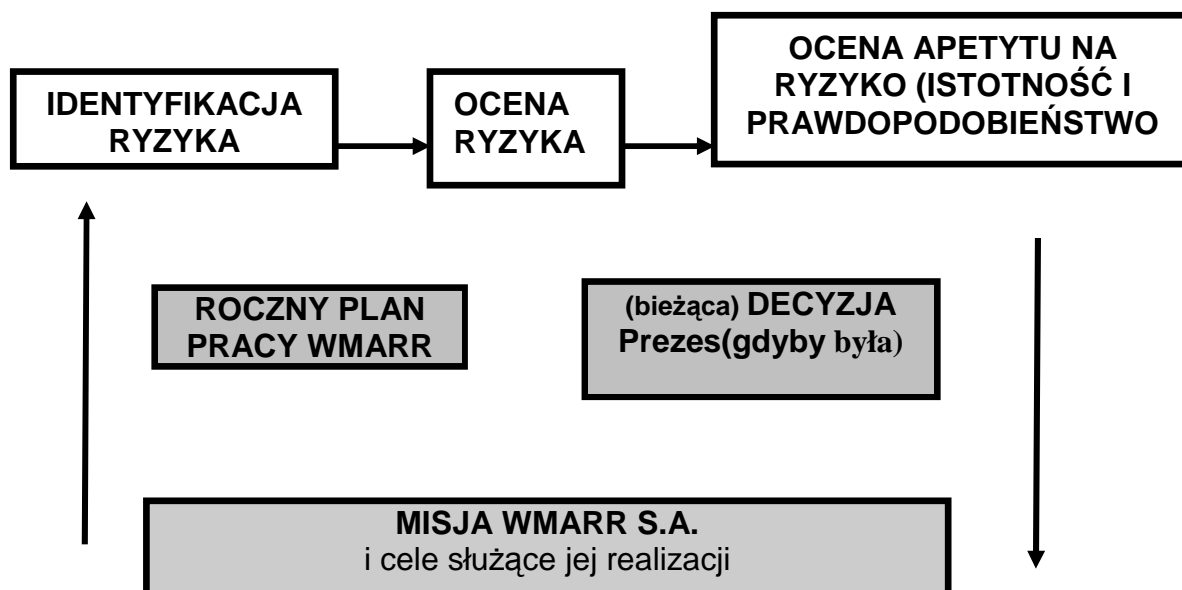 IDENTYFIKACJA
RYZYKA
OCENA
RYZYKA
OCENA APETYTU NA
RYZYKO (ISTOTNOŚĆ I
PRAWDOPODOBIEŃSTWO
ROCZNY PLAN
PRACY WMARR
(bieżąca) DECYZJA
Prezes(gdyby była)
MISJA WMARR S.A.
i cele służące jej realizacji